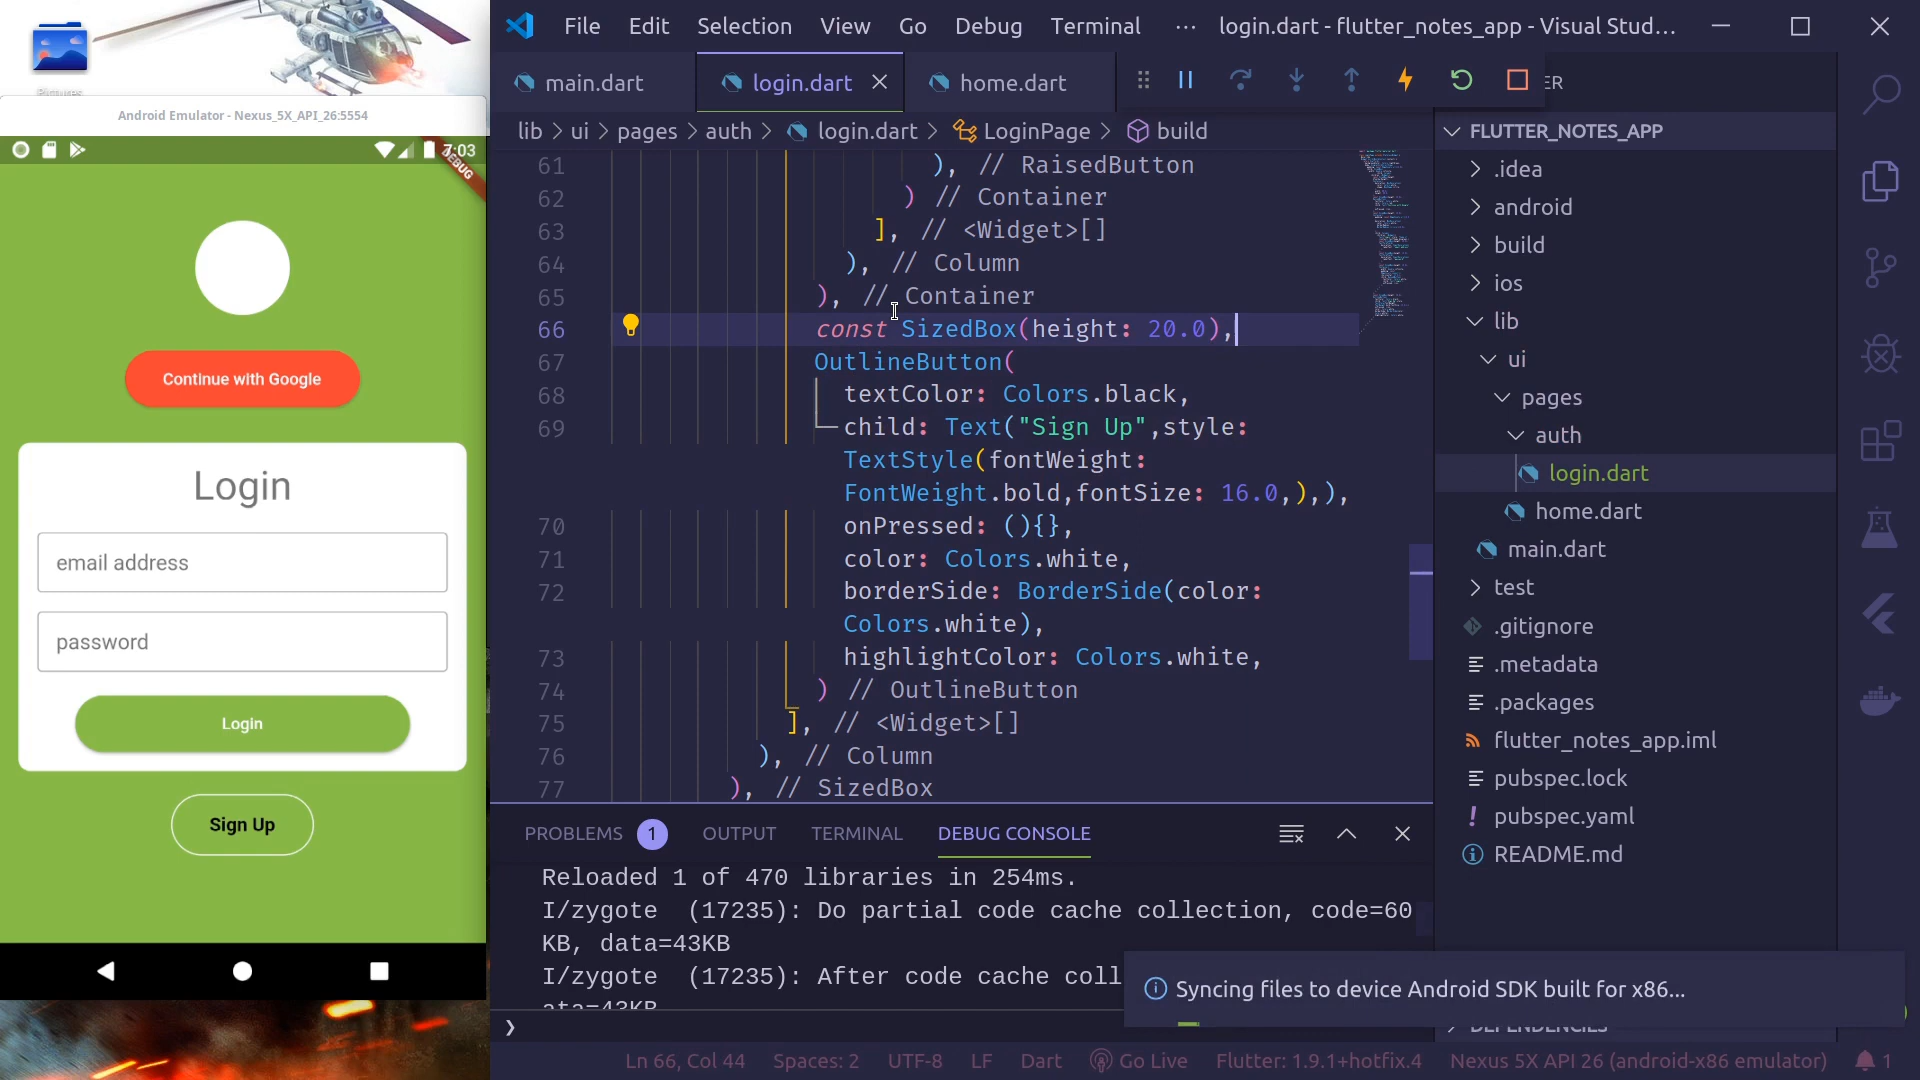 Pictures
Android Emulator - Nexus_5X_API_26:5554
7:03
DEBUG
Continue with Google
Login
email address
password
Login
Sign Up
File Edit Selection View Go Debug Terminal ··· login.dart - flutter_notes_app - Visual Stud...
main.dart login.dart home.dart
ER
lib > ui > pages > auth > login.dart > LoginPage > build
61 ), // RaisedButton
62 ) // Container
63 ], // <Widget>[]
64 ), // Column
65 ), // Container
66 const SizedBox(height: 20.0),
67 OutlineButton(
68 textColor: Colors.black,
69 child: Text("Sign Up",style:
TextStyle(fontWeight:
FontWeight.bold,fontSize: 16.0,),),
70 onPressed: (){},
71 color: Colors.white,
72 borderSide: BorderSide(color:
Colors.white),
73 highlightColor: Colors.white,
74 ) // OutlineButton
75 ], // <Widget>[]
76 ), // Column
77 ), // SizedBox
PROBLEMS 1 OUTPUT TERMINAL DEBUG CONSOLE
Reloaded 1 of 470 libraries in 254ms.
I/zygote (17235): Do partial code cache collection, code=60
KB, data=43KB
I/zygote (17235): After code cache coll
ata=43KB
FLUTTER_NOTES_APP
.idea
android
build
ios
lib
ui
pages
auth
login.dart
home.dart
main.dart
test
.gitignore
.metadata
.packages
flutter_notes_app.iml
pubspec.lock
pubspec.yaml
README.md
Syncing files to device Android SDK built for x86...
DEPENDENCIES
Ln 66, Col 44 Spaces: 2 UTF-8 LF Dart Go Live Flutter: 1.9.1+hotfix.4 Nexus 5X API 26 (android-x86 emulator) 1